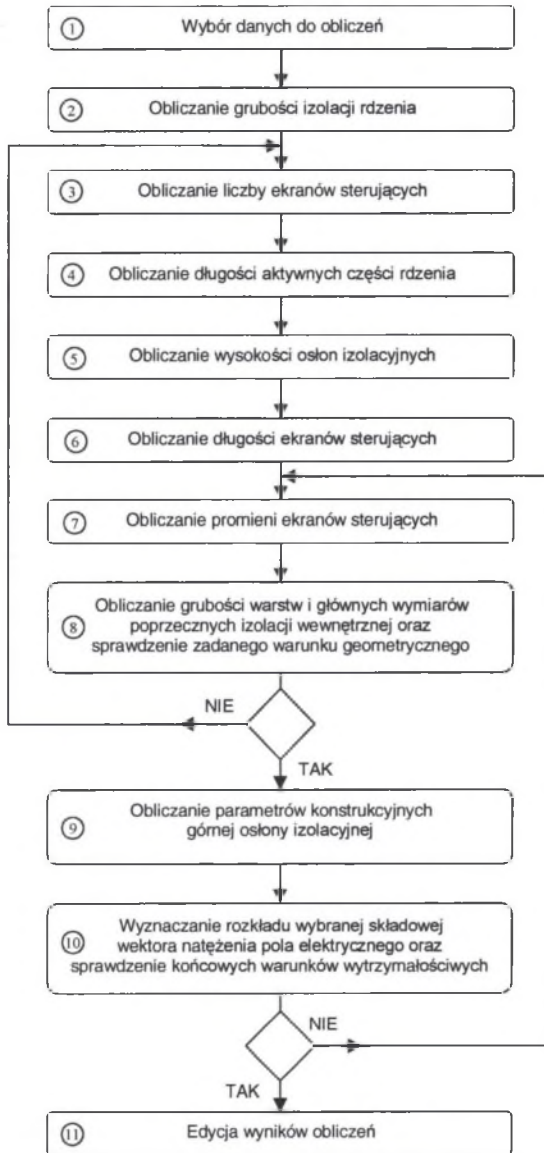 1 Wybór danych do obliczeń
2 Obliczanie grubości izolacji rdzenia
3 Obliczanie liczby ekranów sterujących
4 Obliczanie długości aktywnych części rdzenia
5 Obliczanie wysokości osłon izolacyjnych
6 Obliczanie długości ekranów sterujących
7 Obliczanie promieni ekranów sterujących
8 Obliczanie grubości warstw i głównych wymiarów
poprzecznych izolacji wewnętrznej oraz
sprawdzenie zadanego warunku geometrycznego
NIE
TAK
9 Obliczanie parametrów konstrukcyjnych
górnej osłony izolacyjnej
10 Wyznaczanie rozkładu wybranej składowej
wektora natężenia pola elektrycznego oraz
sprawdzenie końcowych warunków wytrzymałościwych
NIE
TAK
11 Edycja wyników obliczeń